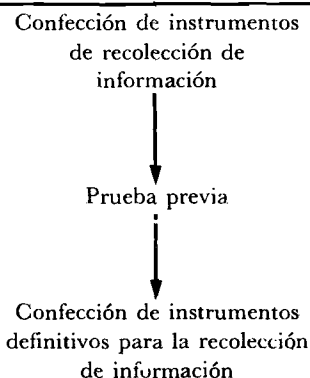 Confección de instrumentos
de recolección de
información
Prueba previa
Confección de instrumentos
definitivos para la recolección
de información